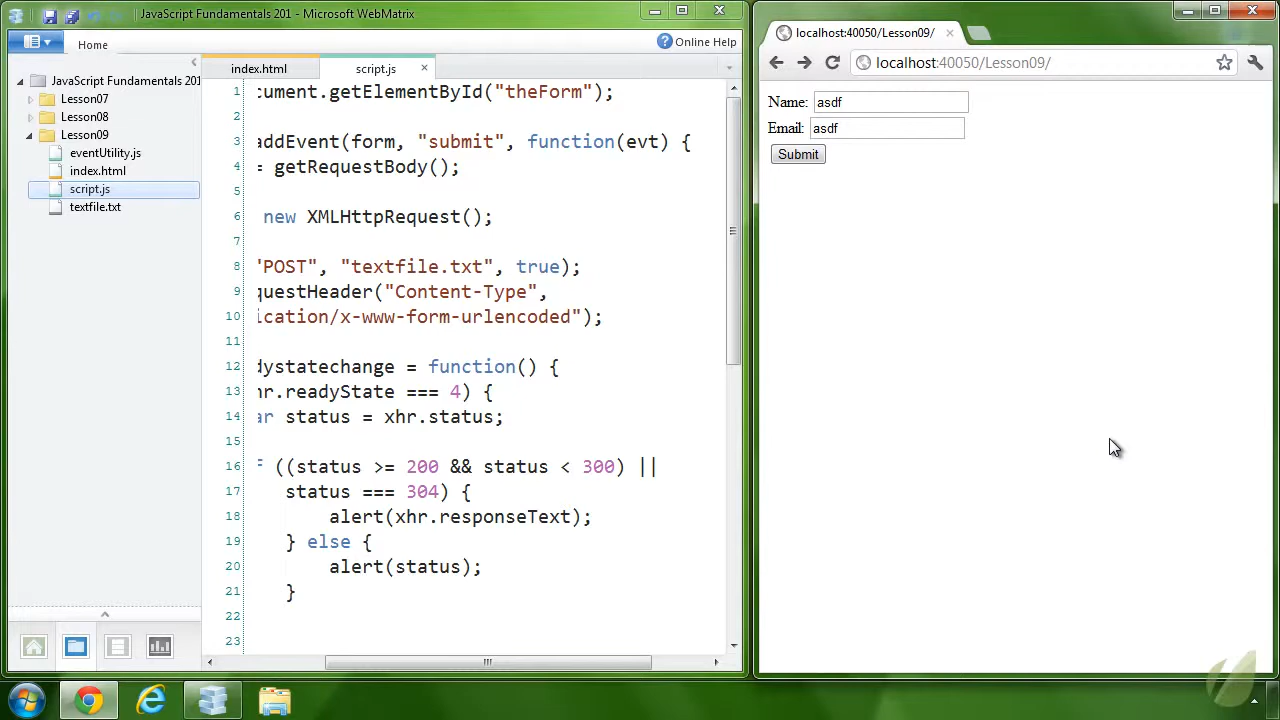 JavaScript Fundamentals 201 - Microsoft WebMatrix
Home
Online Help
JavaScript Fundamentals 201
Lesson07
Lesson08
Lesson09
eventUtility.js
index.html
script.js
textfile.txt
index.html
script.js
1 cument.getElementById("theForm");
2
3 addEvent(form, "submit", function(evt) {
4 = getRequestBody();
5
6 new XMLHttpRequest();
7
8 "POST", "textfile.txt", true);
9 questHeader("Content-Type",
10 ication/x-www-form-urlencoded");
11
12 dystatechange = function() {
13 hr.readyState === 4) {
14 ar status = xhr.status;
15
16 ((status >= 200 && status < 300) ||
17 status === 304) {
18 alert(xhr.responseText);
19 } else {
20 alert(status);
21 }
22
23
localhost:40050/Lesson09/
localhost:40050/Lesson09/
Name: asdf
Email: asdf
Submit